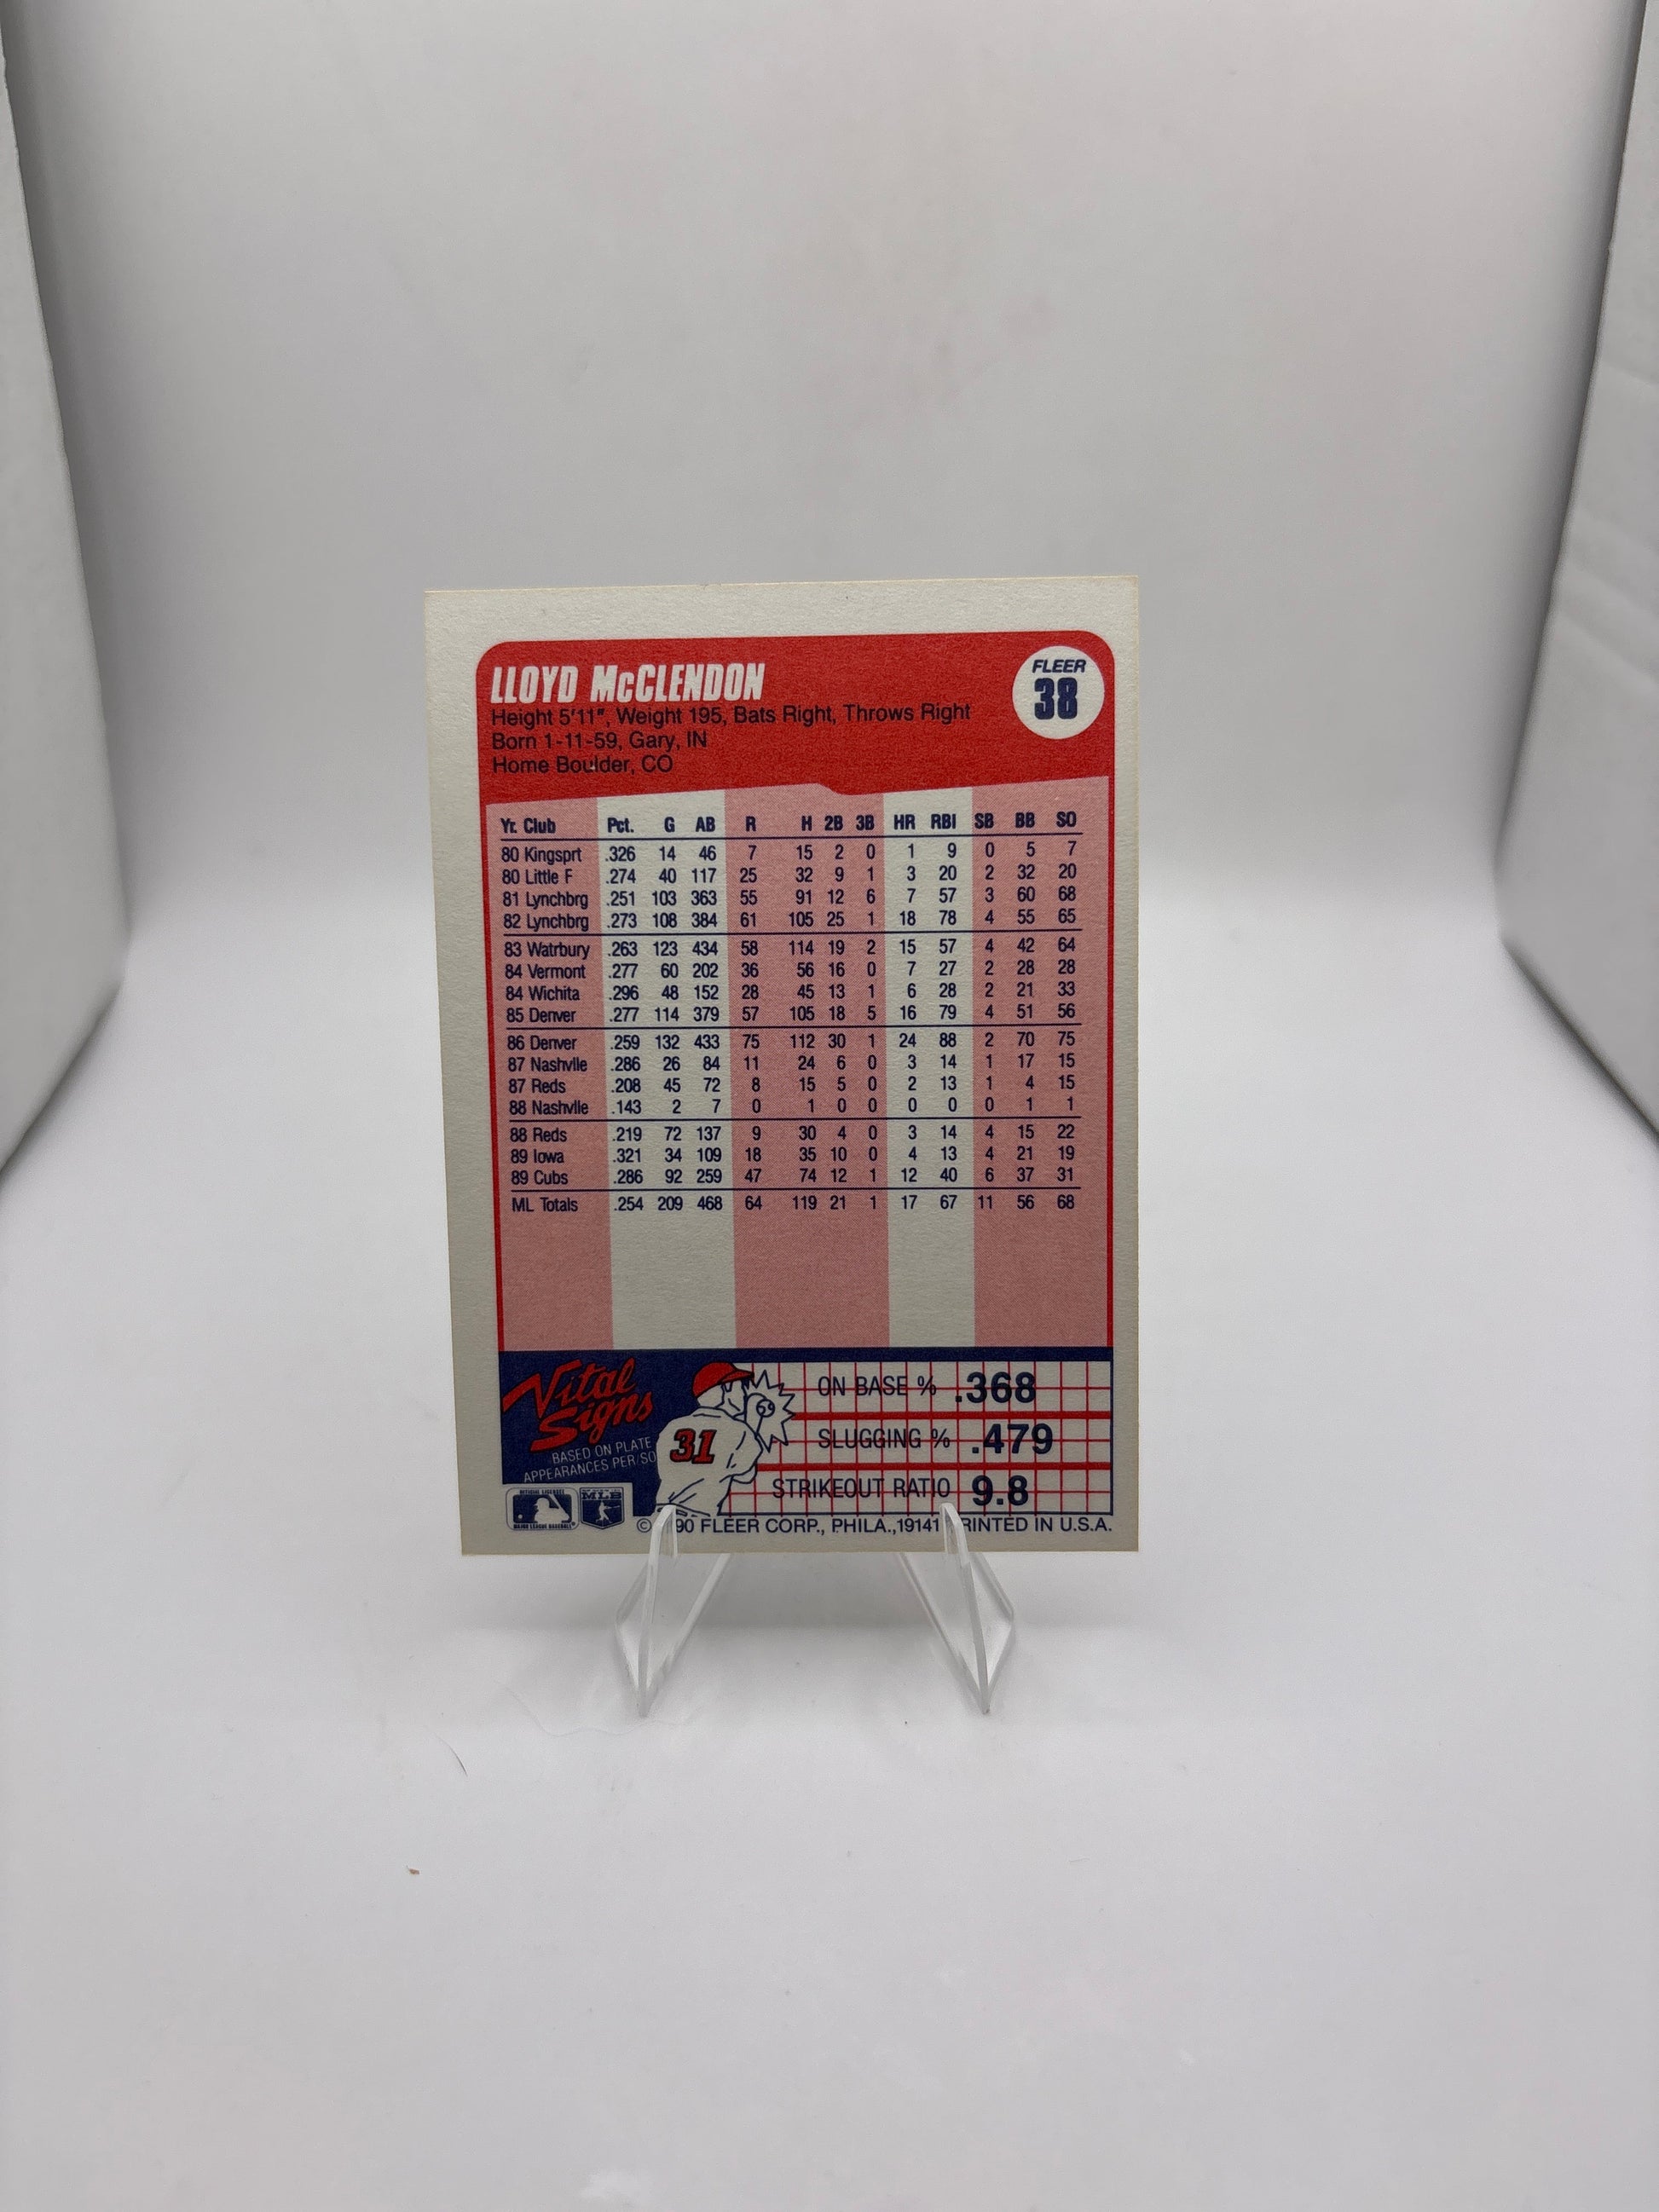 LLOYD McCLENDON
FLEER
38
Height 5'11", Weight 195, Bats Right, Throws Right
Born 1-11-59, Gary, IN
Home Boulder, CO
Yr. Club Pct. G AB R H 2B 3B HR RBI SB BB SO
80 Kingsprt .326 14 46 7 15 2 0 1 9 0 5 7
80 Little F .274 40 117 25 32 9 1 3 20 2 32 20
81 Lynchbrg .251 103 363 55 91 12 6 7 57 3 60 68
82 Lynchbrg .273 108 384 61 105 25 1 18 78 4 55 65
83 Watrbury .263 123 434 58 114 19 2 15 57 4 42 64
84 Vermont .277 60 202 36 56 16 0 7 27 2 28 28
84 Wichita .296 48 152 28 45 13 1 6 28 2 21 33
85 Denver .277 114 379 57 105 18 5 16 79 4 51 56
86 Denver .259 132 433 75 112 30 1 24 88 2 70 75
87 Nashvlle .286 26 84 11 24 6 0 3 14 1 17 15
87 Reds .208 45 72 8 15 5 0 2 13 1 4 15
88 Nashvlle .143 2 7 0 1 0 0 0 0 0 1 1
88 Reds .219 72 137 9 30 4 0 3 14 4 15 22
89 Iowa .321 34 109 18 35 10 0 4 13 4 21 19
89 Cubs .286 92 259 47 74 12 1 12 40 6 37 31
ML Totals .254 209 468 64 119 21 1 17 67 11 56 68
Vital
Signs
BASED ON PLATE
APPEARANCES PER/SO
31
ON BASE % .368
SLUGGING % .479
STRIKEOUT RATIO 9.8
OFFICIAL LICENSEE
MAJOR LEAGUE BASEBALL
MLB
© 90 FLEER CORP., PHILA.,19141 RINTED IN U.S.A.